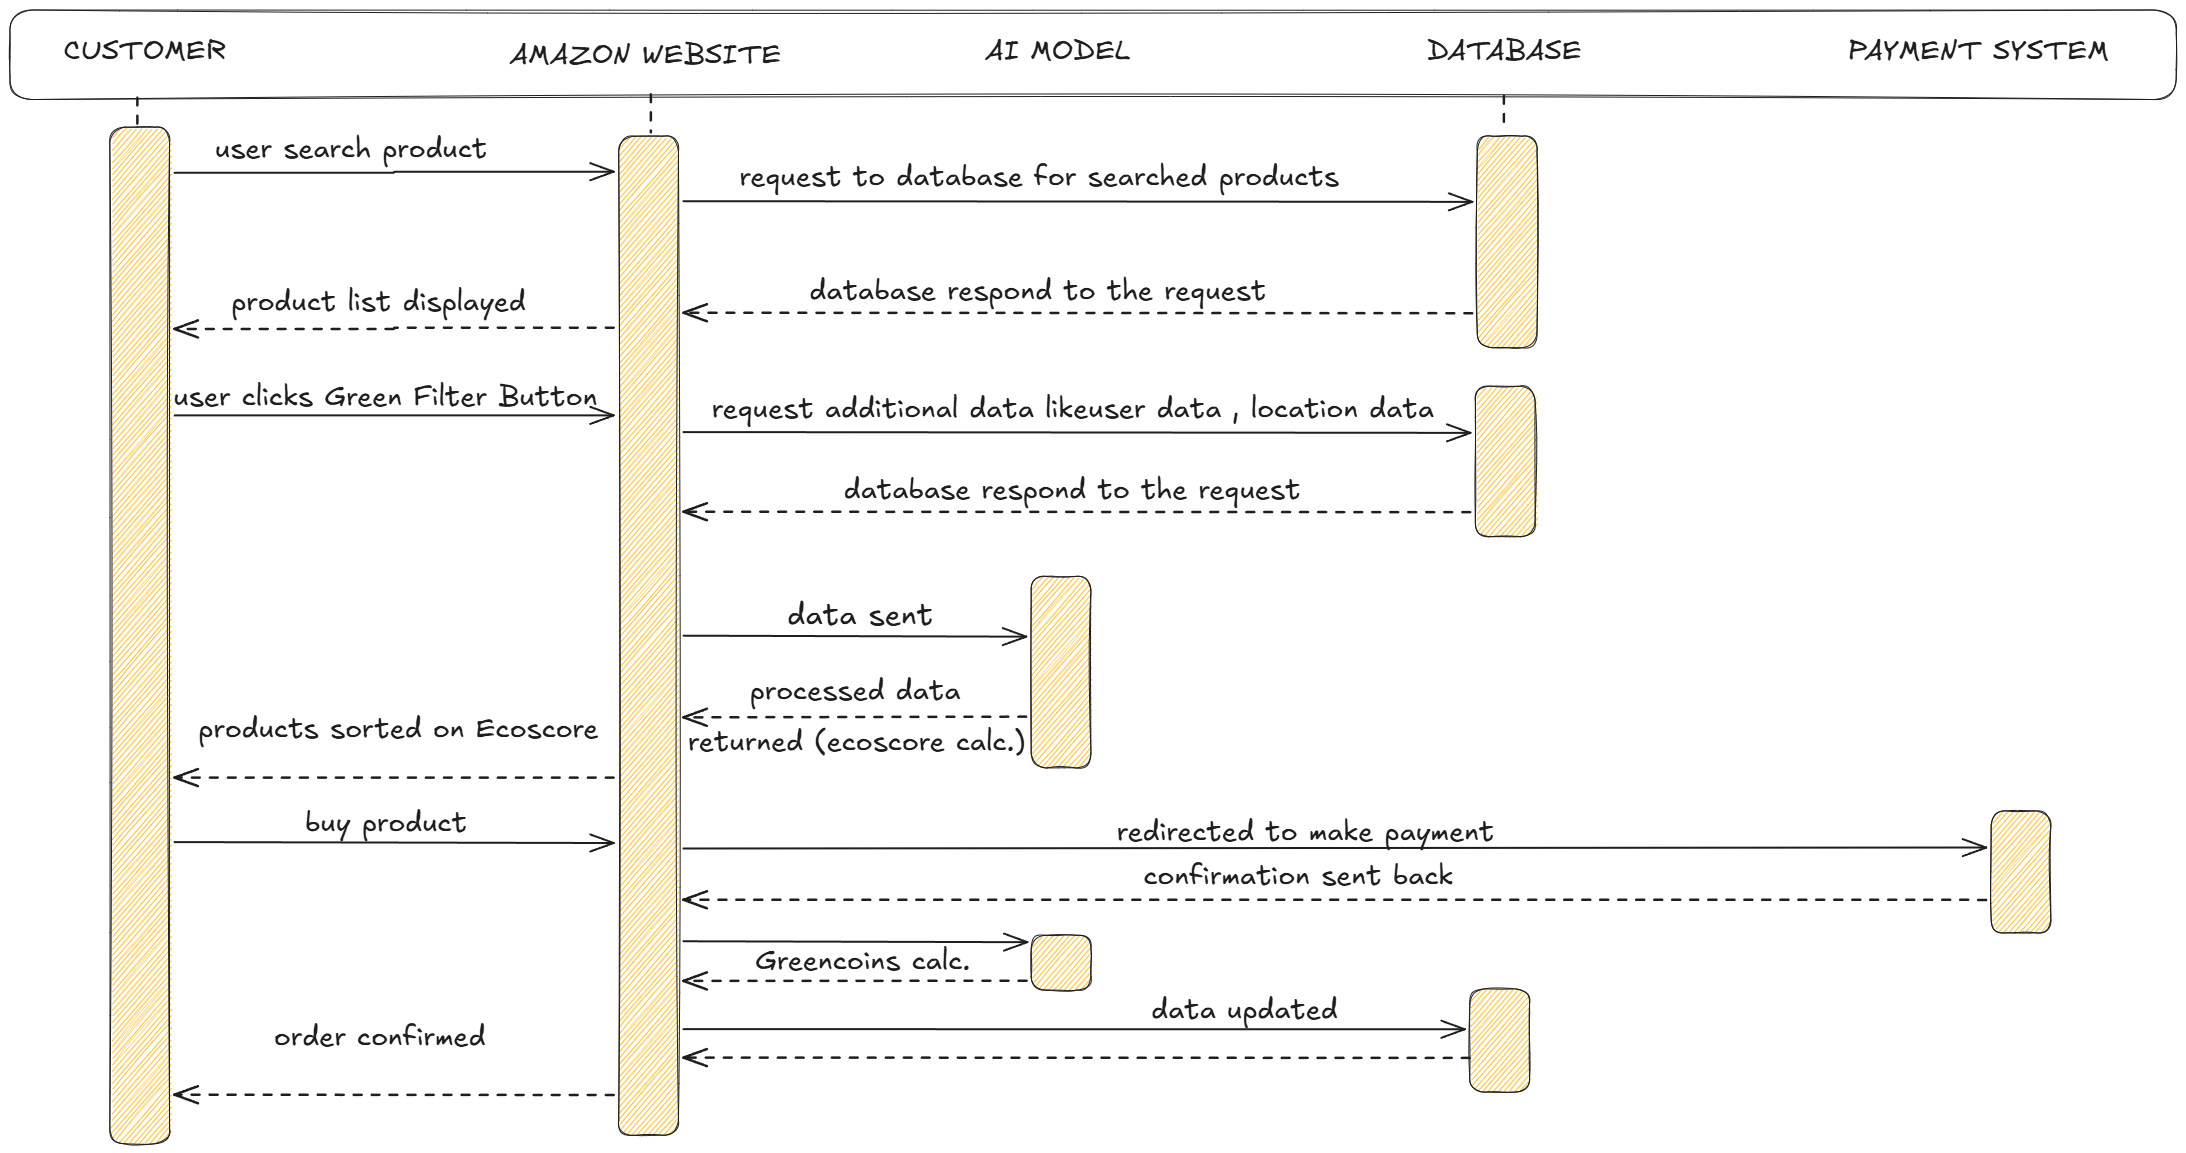 CUSTOMER
AMAZON WEBSITE
AI MODEL
DATABASE
PAYMENT SYSTEM
user search product
request to database for searched products
database respond to the request
product list displayed
user clicks Green Filter Button
request additional data likeuser data , location data
database respond to the request
data sent
processed data
returned (ecoscore calc.)
products sorted on Ecoscore
buy product
redirected to make payment
confirmation sent back
Greencoins calc.
data updated
order confirmed